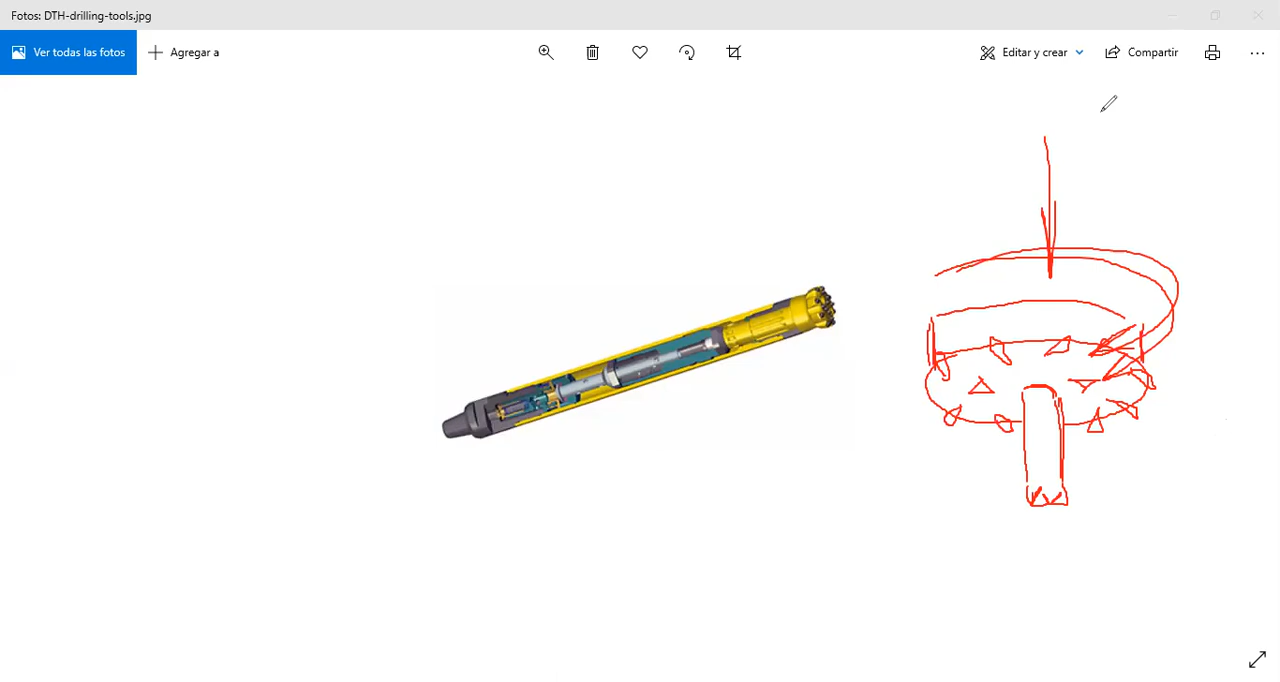 Fotos: DTH-drilling-tools.jpg
Ver todas las fotos Agregar a Editar y crear Compartir